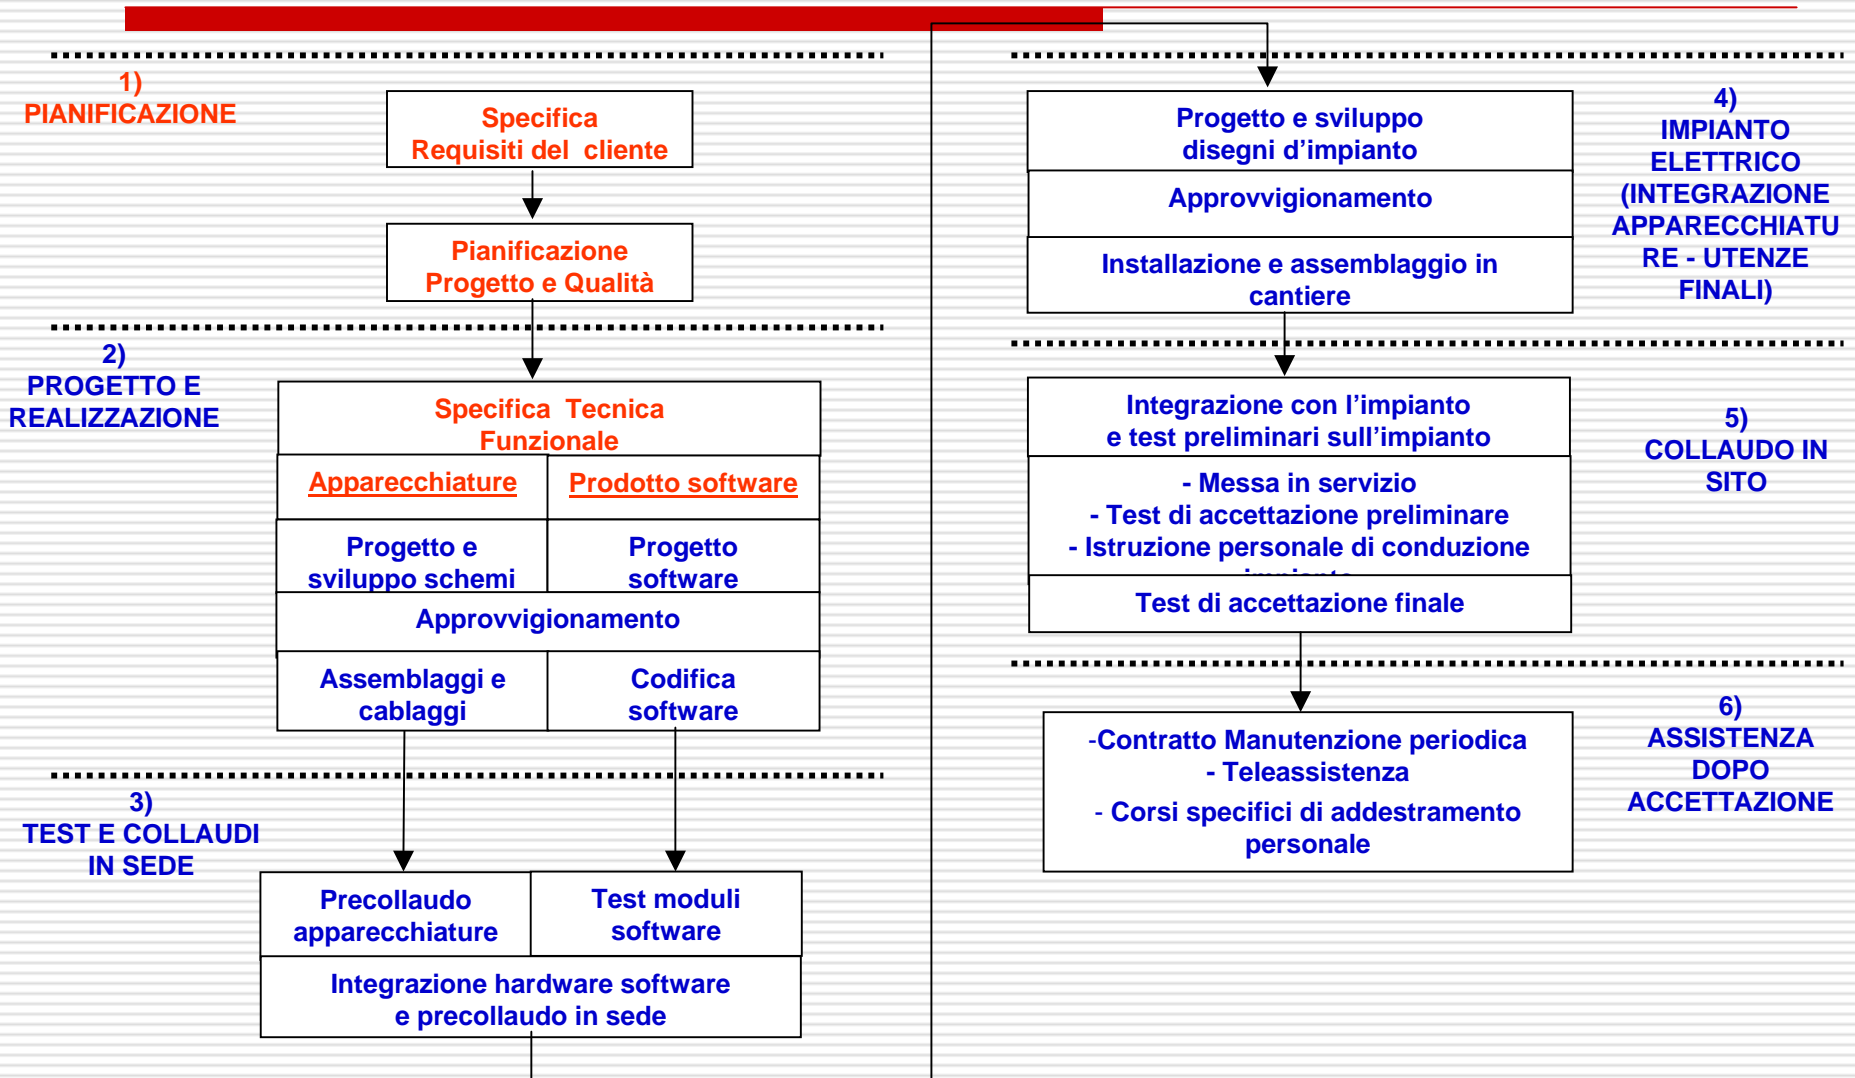 1)
PIANIFICAZIONE
Specifica
Requisiti del cliente
Pianificazione
Progetto e Qualità
2)
PROGETTO E
REALIZZAZIONE
Specifica Tecnica
Funzionale
Apparecchiature
Prodotto software
Progetto e
sviluppo schemi
Progetto
software
Approvvigionamento
Assemblaggi e
cablaggi
Codifica
software
3)
TEST E COLLAUDI
IN SEDE
Precollaudo
apparecchiature
Test moduli
software
Integrazione hardware software
e precollaudo in sede
Progetto e sviluppo
disegni d’impianto
Approvvigionamento
Installazione e assemblaggio in
cantiere
4)
IMPIANTO
ELETTRICO
(INTEGRAZIONE
APPARECCHIATU
RE - UTENZE
FINALI)
Integrazione con l’impianto
e test preliminari sull’impianto
- Messa in servizio
- Test di accettazione preliminare
- Istruzione personale di conduzione
Test di accettazione finale
5)
COLLAUDO IN
SITO
-Contratto Manutenzione periodica
- Teleassistenza
- Corsi specifici di addestramento
personale
6)
ASSISTENZA
DOPO
ACCETTAZIONE